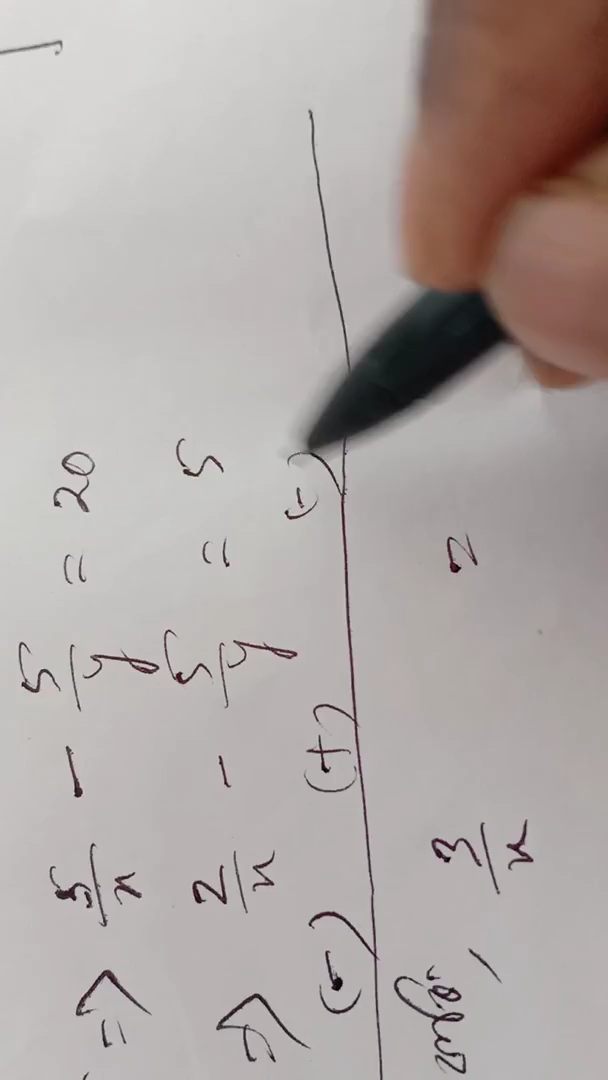 => 5/x - 5/y = 20
=> 2/x - 5/y = 5
(-) (+) (-)
, 3/x =